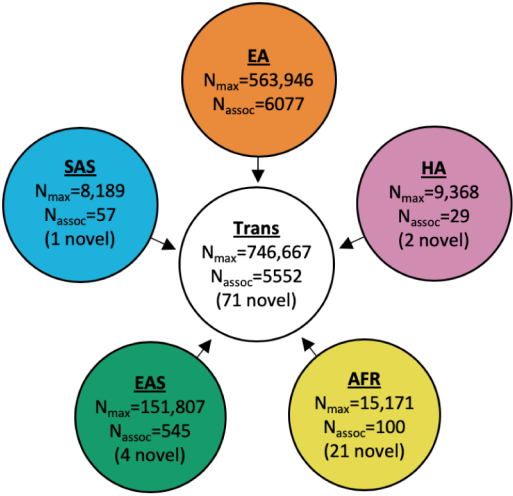 EA
Nmax=563,946
Nassoc=6077
SAS
Nmax=8,189
Nassoc=57
(1 novel)
HA
Nmax=9,368
Nassoc=29
(2 novel)
Trans
Nmax=746,667
Nassoc=5552
(71 novel)
EAS
Nmax=151,807
Nassoc=545
(4 novel)
AFR
Nmax=15,171
Nassoc=100
(21 novel)